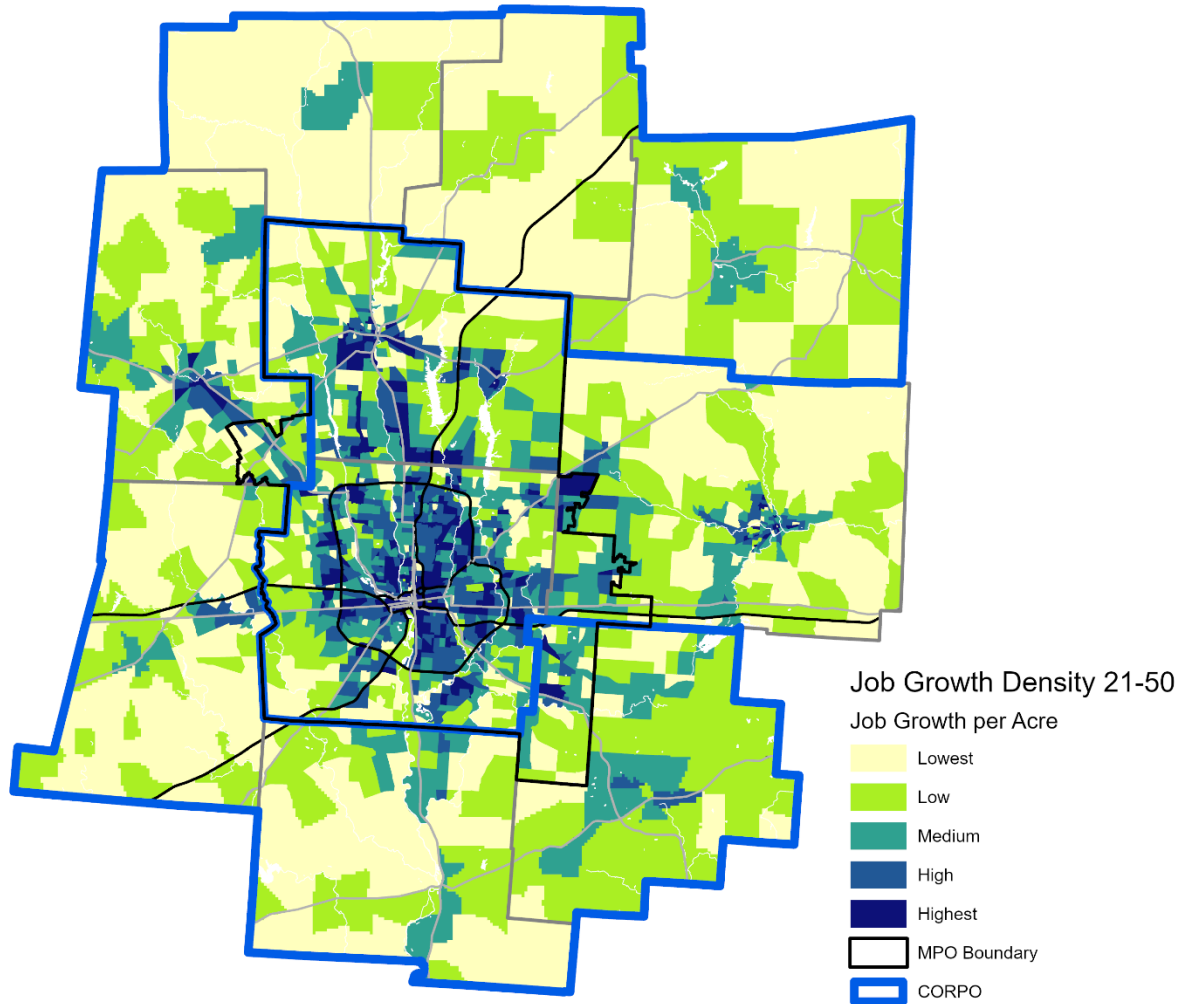 Job Growth Density 21-50
Job Growth per Acre
Lowest
Low
Medium
High
Highest
MPO Boundary
CORPO